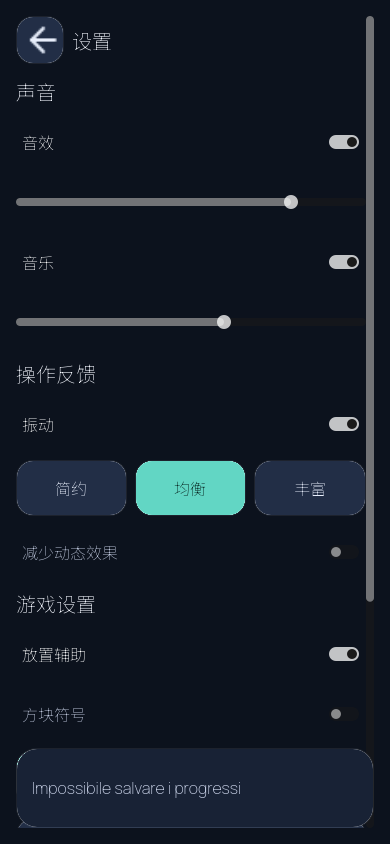 设置
声音
音效
音乐
操作反馈
振动
简约
均衡
丰富
减少动态效果
游戏设置
放置辅助
方块符号
Impossibile salvare i progressi